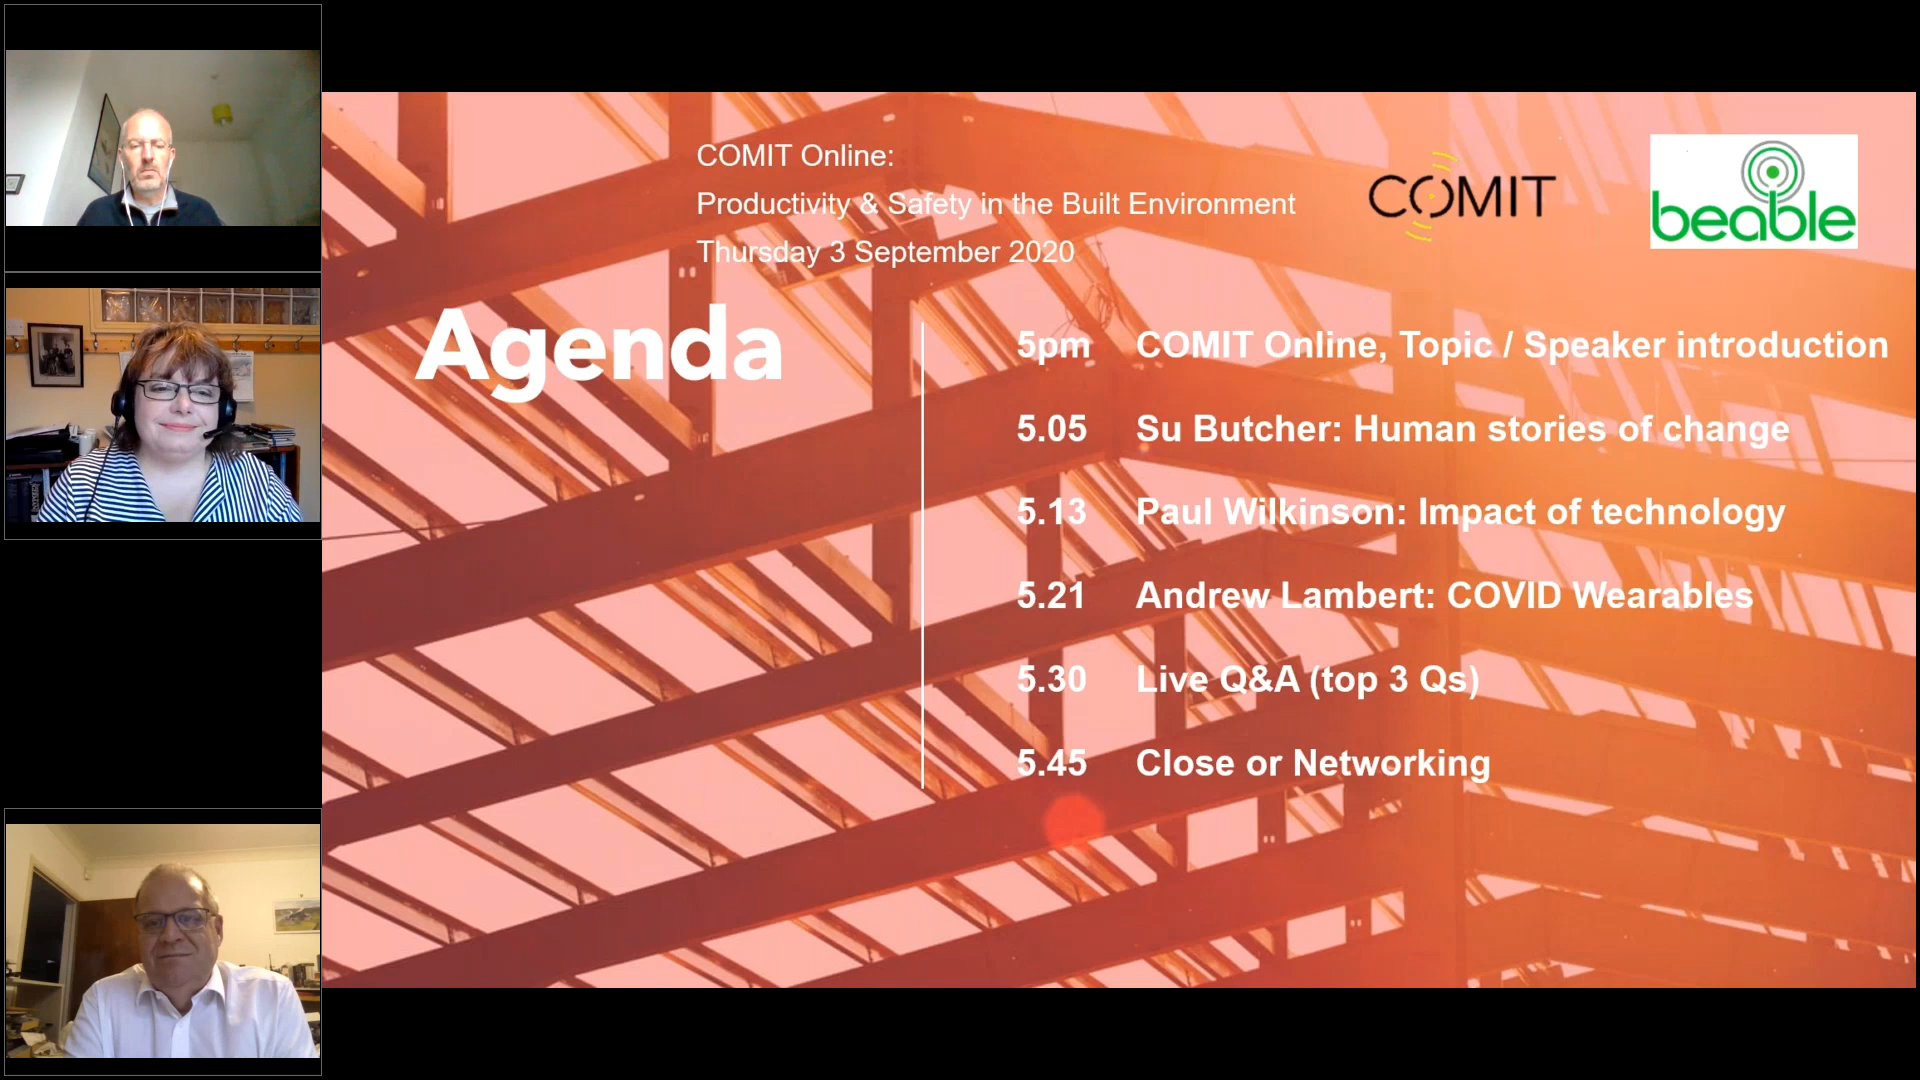 COMIT Online:
Productivity & Safety in the Built Environment
Thursday 3 September 2020
COMIT
beable
Agenda
5pm COMIT Online, Topic / Speaker introduction
5.05 Su Butcher: Human stories of change
5.13 Paul Wilkinson: Impact of technology
5.21 Andrew Lambert: COVID Wearables
5.30 Live Q&A (top 3 Qs)
5.45 Close or Networking